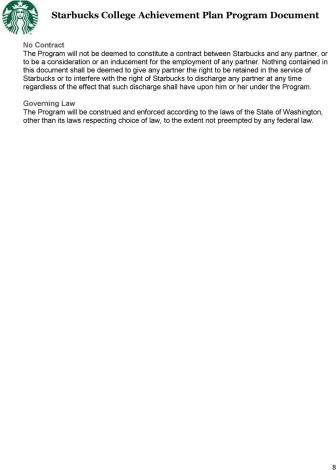 Starbucks College Achievement Plan Program Document
No Contract
The Program will not be deemed to constitute a contract between Starbucks and any partner, or
to be a consideration or an inducement for the employment of any partner. Nothing contained in
this document shall be deemed to give any partner the right to be retained in the service of
Starbucks or to interfere with the right of Starbucks to discharge any partner at any time
regardless of the effect that such discharge shall have upon him or her under the Program.
Governing Law
The Program will be construed and enforced according to the laws of the State of Washington,
other than its laws respecting choice of law, to the extent not preempted by any federal law.
8